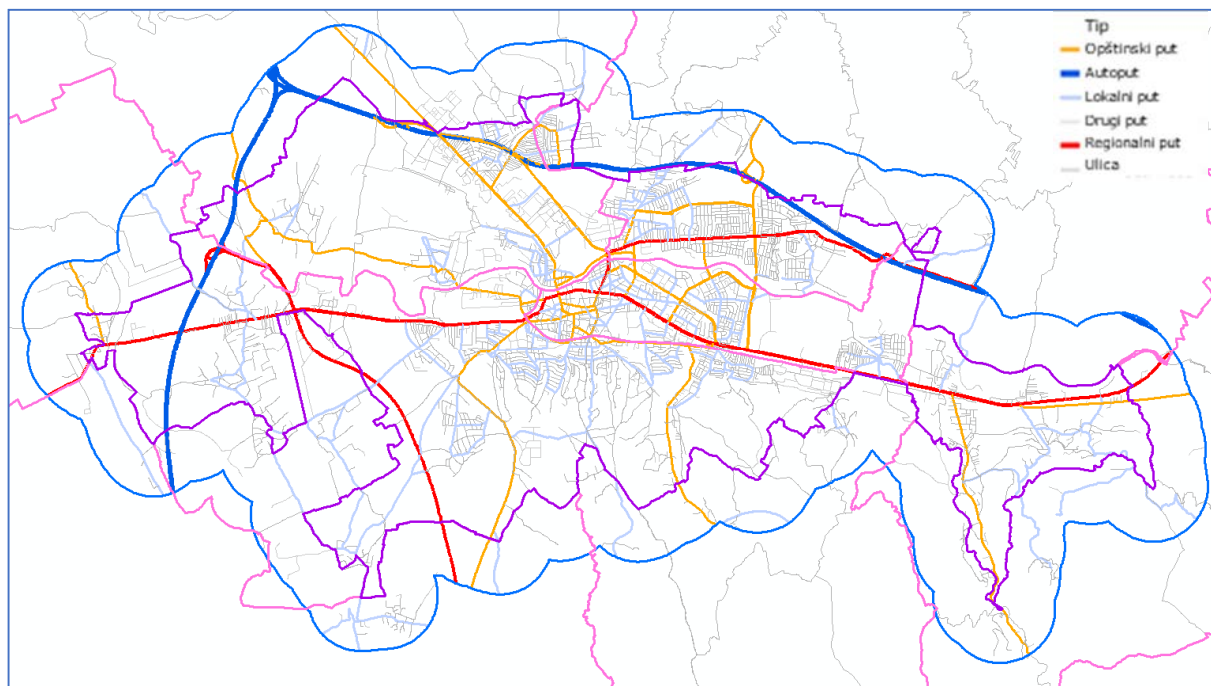 Tip
Opštinski put
Autoput
Lokalni put
Drugi put
Regionalni put
Ulica